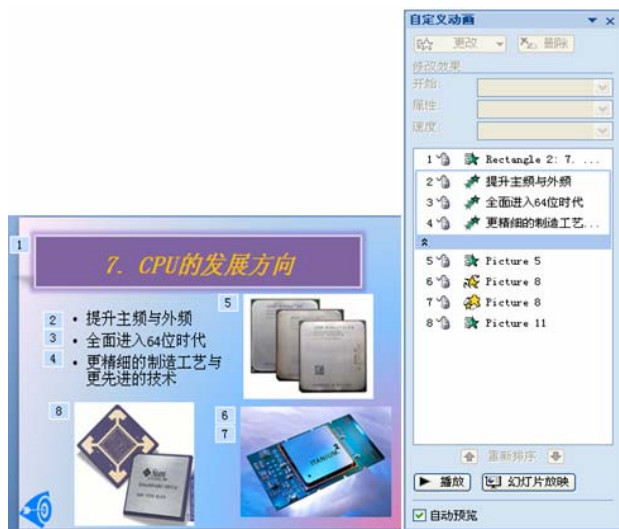 自定义动画
更改
删除
修改效果
开始:
属性:
速度:
1 Rectangle 2: 7. ...
2 提升主频与外频
3 全面进入64位时代
4 更精细的制造工艺...
5 Picture 5
6 Picture 8
7 Picture 8
8 Picture 11
重新排序
播放
幻灯片放映
自动预览
1
7. CPU的发展方向
2 • 提升主频与外频
3 • 全面进入64位时代
4 • 更精细的制造工艺与
更先进的技术
5
6
7
8
Sun
ITANIUM 2